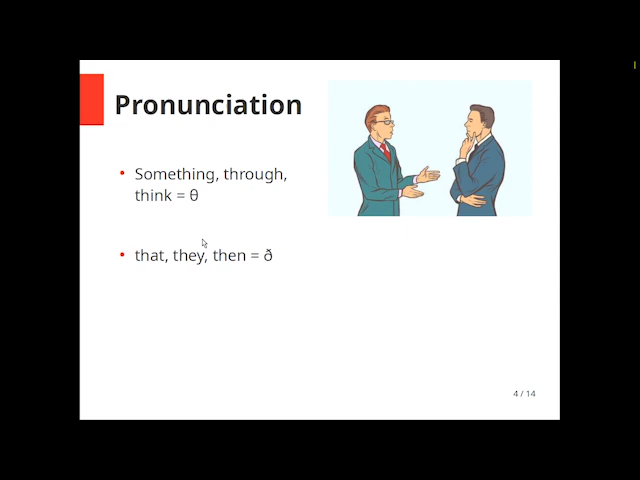 Pronunciation
• Something, through,
think = θ
• that, they, then = ð
4 / 14